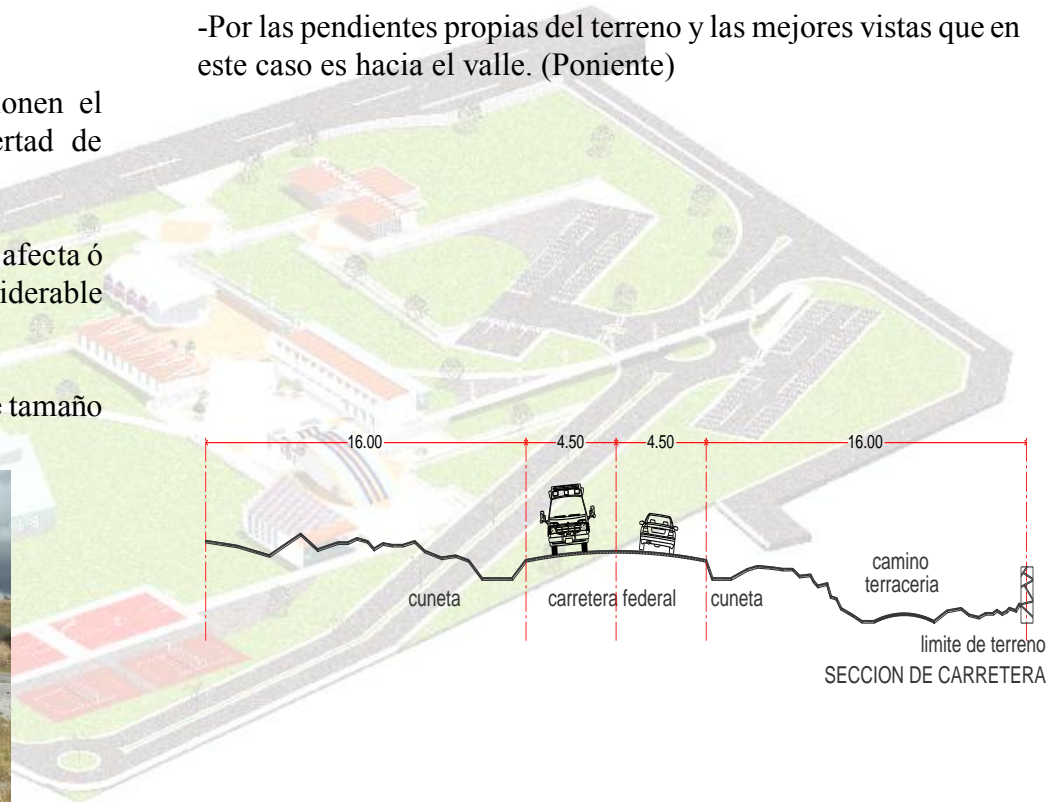 -Por las pendientes propias del terreno y las mejores vistas que en
este caso es hacia el valle. (Poniente)
onen el
ertad de
afecta ó
iderable
tamaño
16.00
4.50
4.50
16.00
cuneta
carretera federal
cuneta
camino
terraceria
limite de terreno
SECCION DE CARRETERA